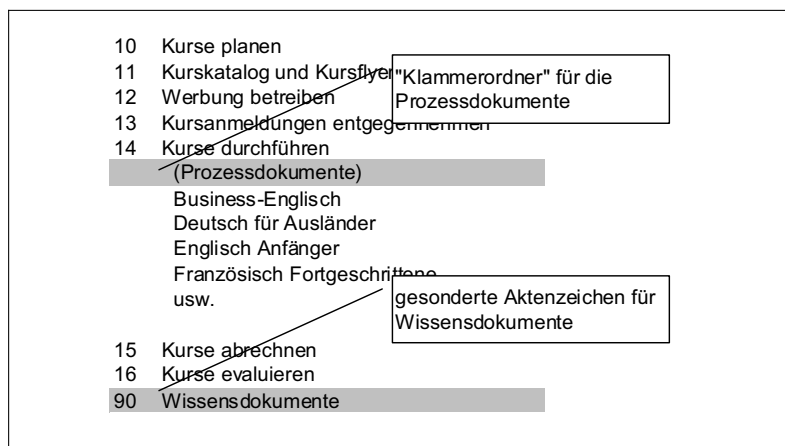 10 Kurse planen
11 Kurskatalog und Kursflyer
"Klammerordner" für die
Prozessdokumente
12 Werbung betreiben
13 Kursanmeldungen entgegennehmen
14 Kurse durchführen
(Prozessdokumente)
Business-Englisch
Deutsch für Ausländer
Englisch Anfänger
Französisch Fortgeschrittene
usw.
gesonderte Aktenzeichen für
Wissensdokumente
15 Kurse abrechnen
16 Kurse evaluieren
90 Wissensdokumente